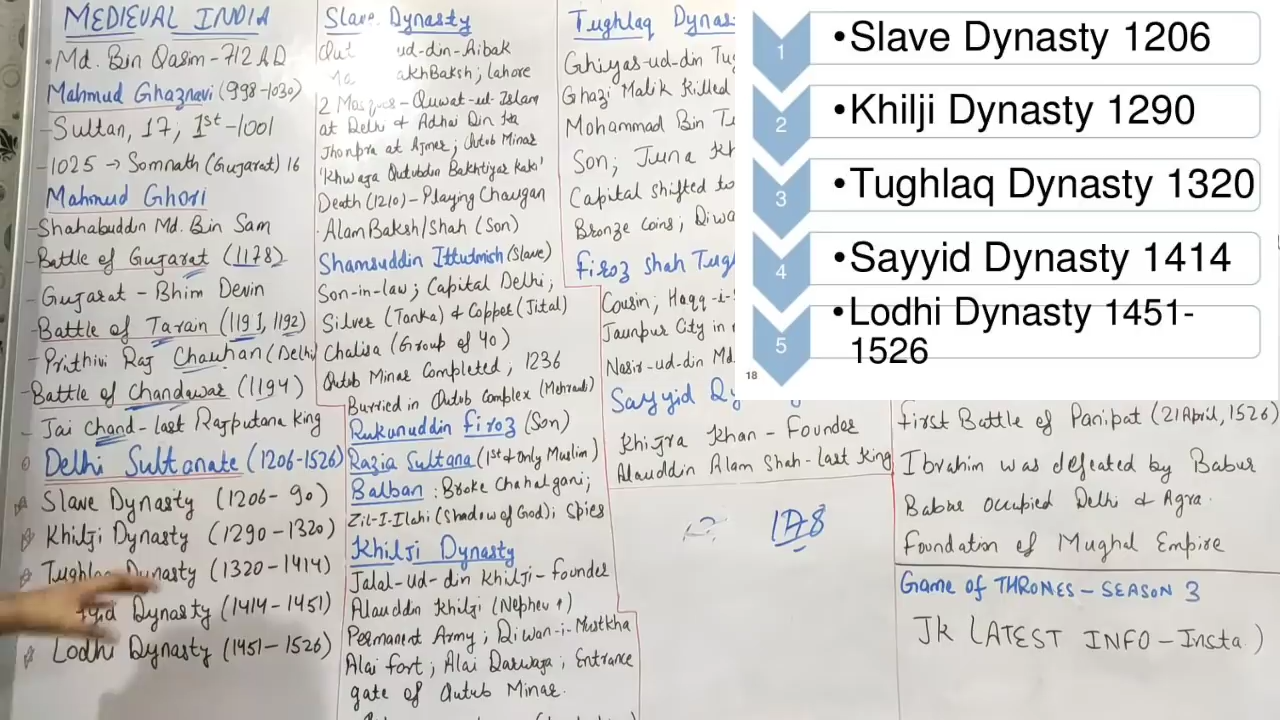 MEDIEVAL INDIA
Md. Bin Qasim - 712 AD
Mahmud Ghaznavi (998-1030)
- Sultan, 17; 1st - 1001
- 1025 → Somnath (Gujarat) 16
Mahmud Ghori
- Shahabuddin Md. Bin Sam
- Battle of Gujarat (1178)
- Gujarat - Bhim Devin
- Battle of Tarain (1191, 1192)
- Prithivi Raj Chauhan (Delhi)
- Battle of Chandawar (1194)
- Jai Chand - last Rajputana King
Delhi Sultanate (1206-1526)
Slave Dynasty (1206-90)
Khilji Dynasty (1290-1320)
Tughlaq Dynasty (1320-1414)
Dynasty (1414-1451)
Lodhi Dynasty (1451-1526)
Slave Dynasty
ud-din-Aibak
akhBaksh; lahore
2 Mosques - Quwat-ul-Islam
at Delhi & Adhai Din Ka
Jhonpra at Ajmer; Qutub Minar
'Khwaja Qutubdin Bakhtiyar Kaki'
Death (1210) - Playing Chaugan
Alam Baksh/Shah (Son)
Shamsuddin Iltutmish (Slave)
Son-in-law; Capital Delhi;
Silver (Tanka) & Copper (Jital)
Chalisa (Group of 40)
Qutub Minar Completed, 1236
Burried in Qutub Complex (Mehrauli)
Rukunuddin Firoz (Son)
Razia Sultana (1st & only Muslim)
Balban: Broke Chahalgani;
Zil-I-Ilahi (Shadow of God); Spies
Khilji Dynasty
Jalal-ud-din Khilji - Founder
Alauddin Khilji (Nephew)
Permanent Army; Diwan-i-Mustkha
Alai Fort; Alai Darwaza; Entrance
gate of Qutub Minar.
Tughlaq Dynas
Ghiyas-ud-din Tug
Ghazi Malik Killed
Mohammad Bin Tu
Son; Juna Kh
Capital shifted to
Bronze Coins; Diwa
Firoz Shah Tugh
Cousin; Haqq-i-S
Jaunpur City in
Nasir-ud-din Md.
Sayyid Dy
Khijra Khan - Founder
Alauddin Alam Shah - last King
178
1
•Slave Dynasty 1206
2
•Khilji Dynasty 1290
3
•Tughlaq Dynasty 1320
4
•Sayyid Dynasty 1414
5
•Lodhi Dynasty 1451-
1526
18
First Battle of Panipat (21 April, 1526)
Ibrahim was defeated by Babur
Babur occupied Delhi & Agra.
Foundation of Mughal Empire
Game of THRONES - SEASON 3
JK LATEST INFO - Insta)